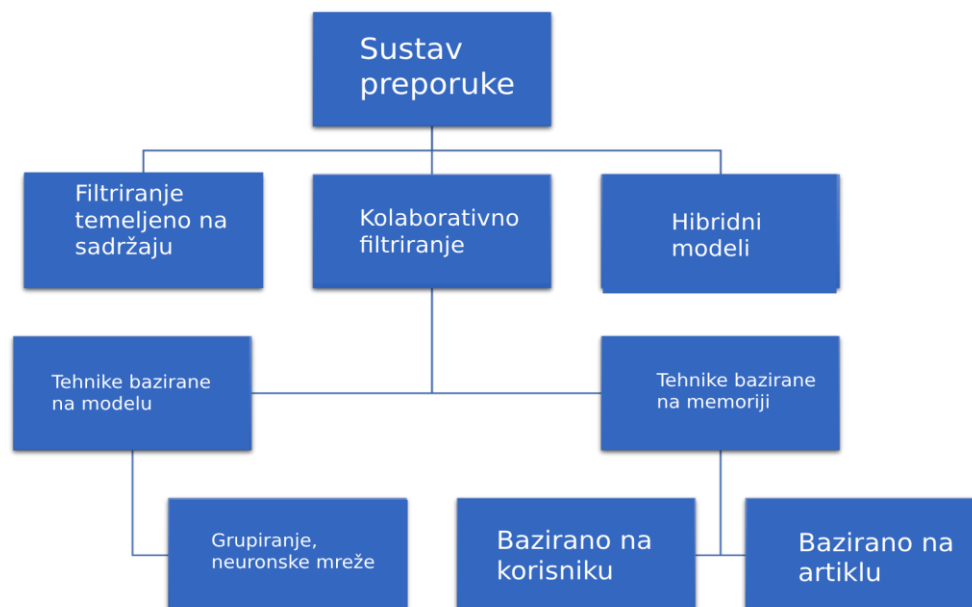 Sustav
preporuke
Filtriranje
temeljeno na
sadržaju
Kolaborativno
filtriranje
Hibridni
modeli
Tehnike bazirane
na modelu
Tehnike bazirane
na memoriji
Grupiranje,
neuronske mreže
Bazirano na
korisniku
Bazirano na
artiklu